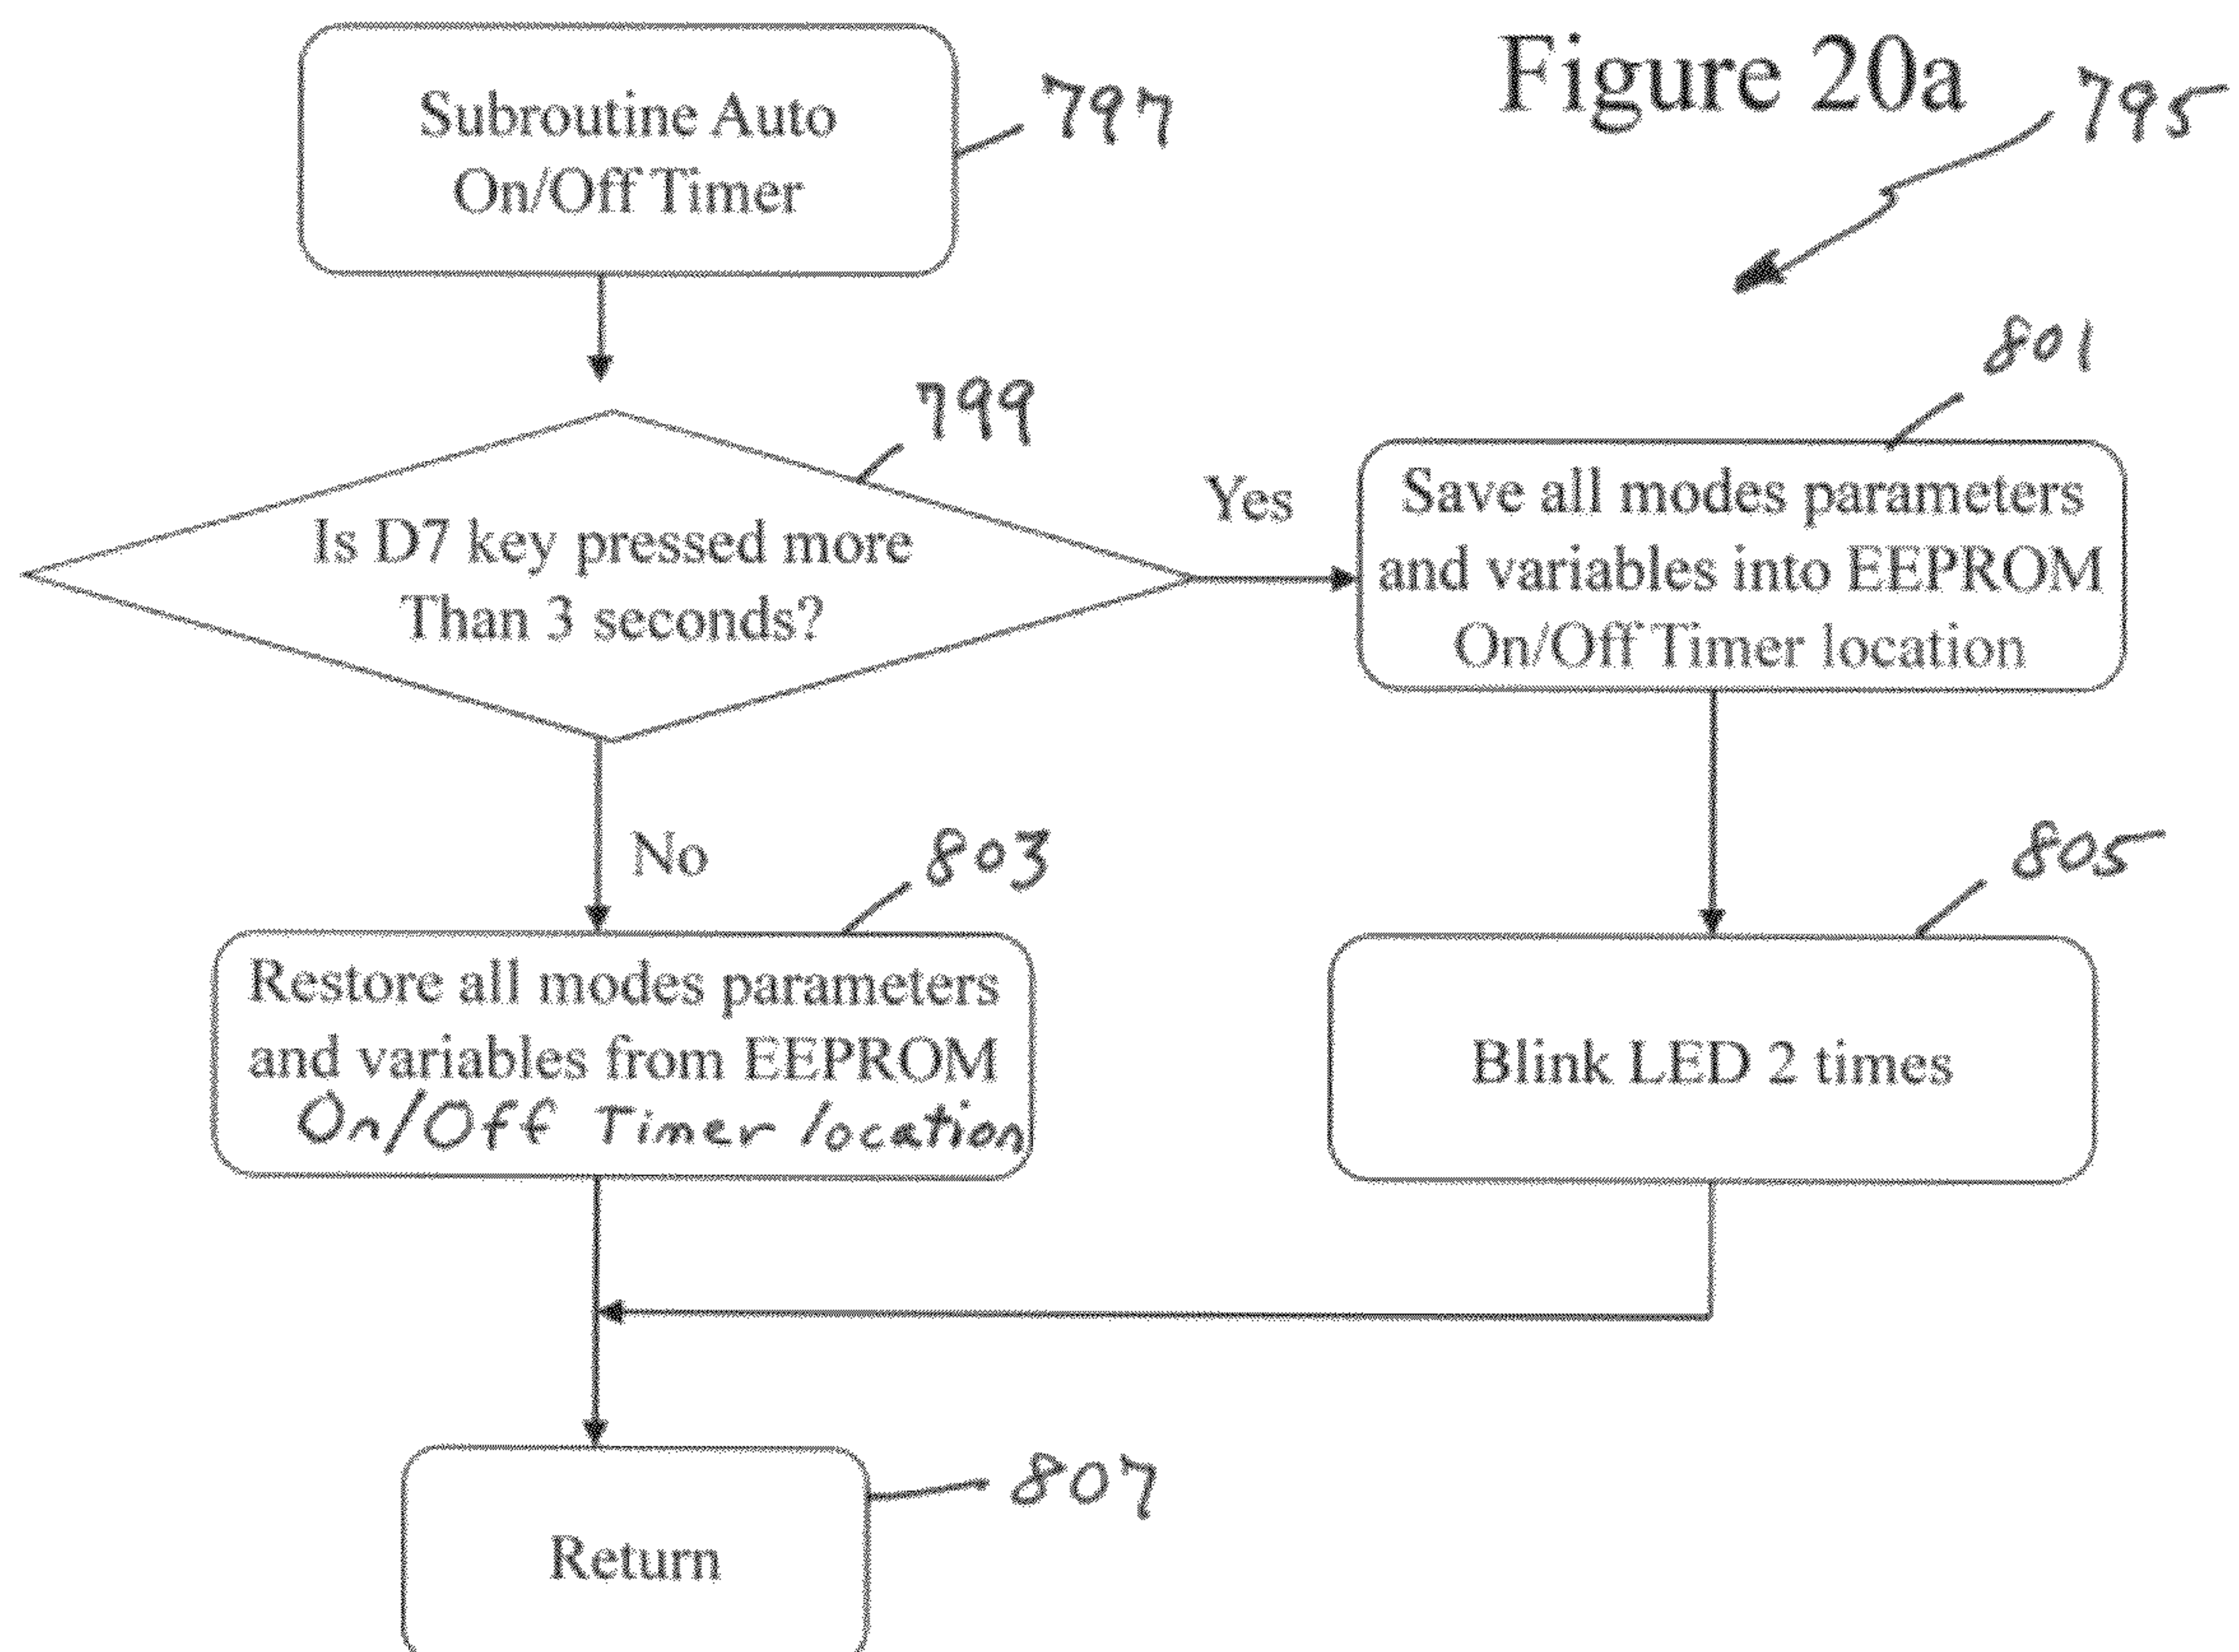 Figure 20a
795
Subroutine Auto
On/Off Timer
797
799
Is D7 key pressed more
Than 3 seconds?
Yes
801
Save all modes parameters
and variables into EEPROM
On/Off Timer location
No
803
Restore all modes parameters
and variables from EEPROM
On/Off Timer location
805
Blink LED 2 times
Return
807